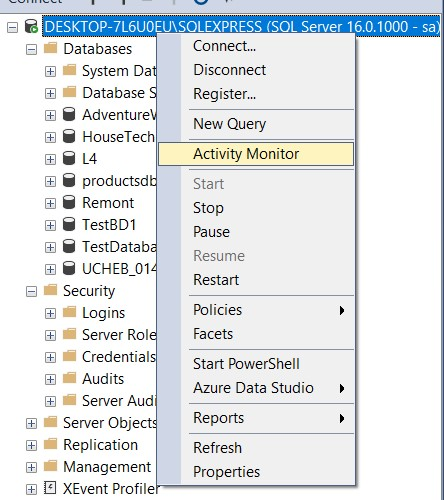 DESKTOP-7L6U0EU\SQLEXPRESS (SQL Server 16.0.1000 - sa)
Databases
System Dat
Database S
Adventure
HouseTech
L4
productsdb
Remont
TestBD1
TestDataba
UCHEB_014
Security
Logins
Server Role
Credentials
Audits
Server Audi
Server Objects
Replication
Management
XEvent Profiler
Connect...
Disconnect
Register...
New Query
Activity Monitor
Start
Stop
Pause
Resume
Restart
Policies
Facets
Start PowerShell
Azure Data Studio
Reports
Refresh
Properties